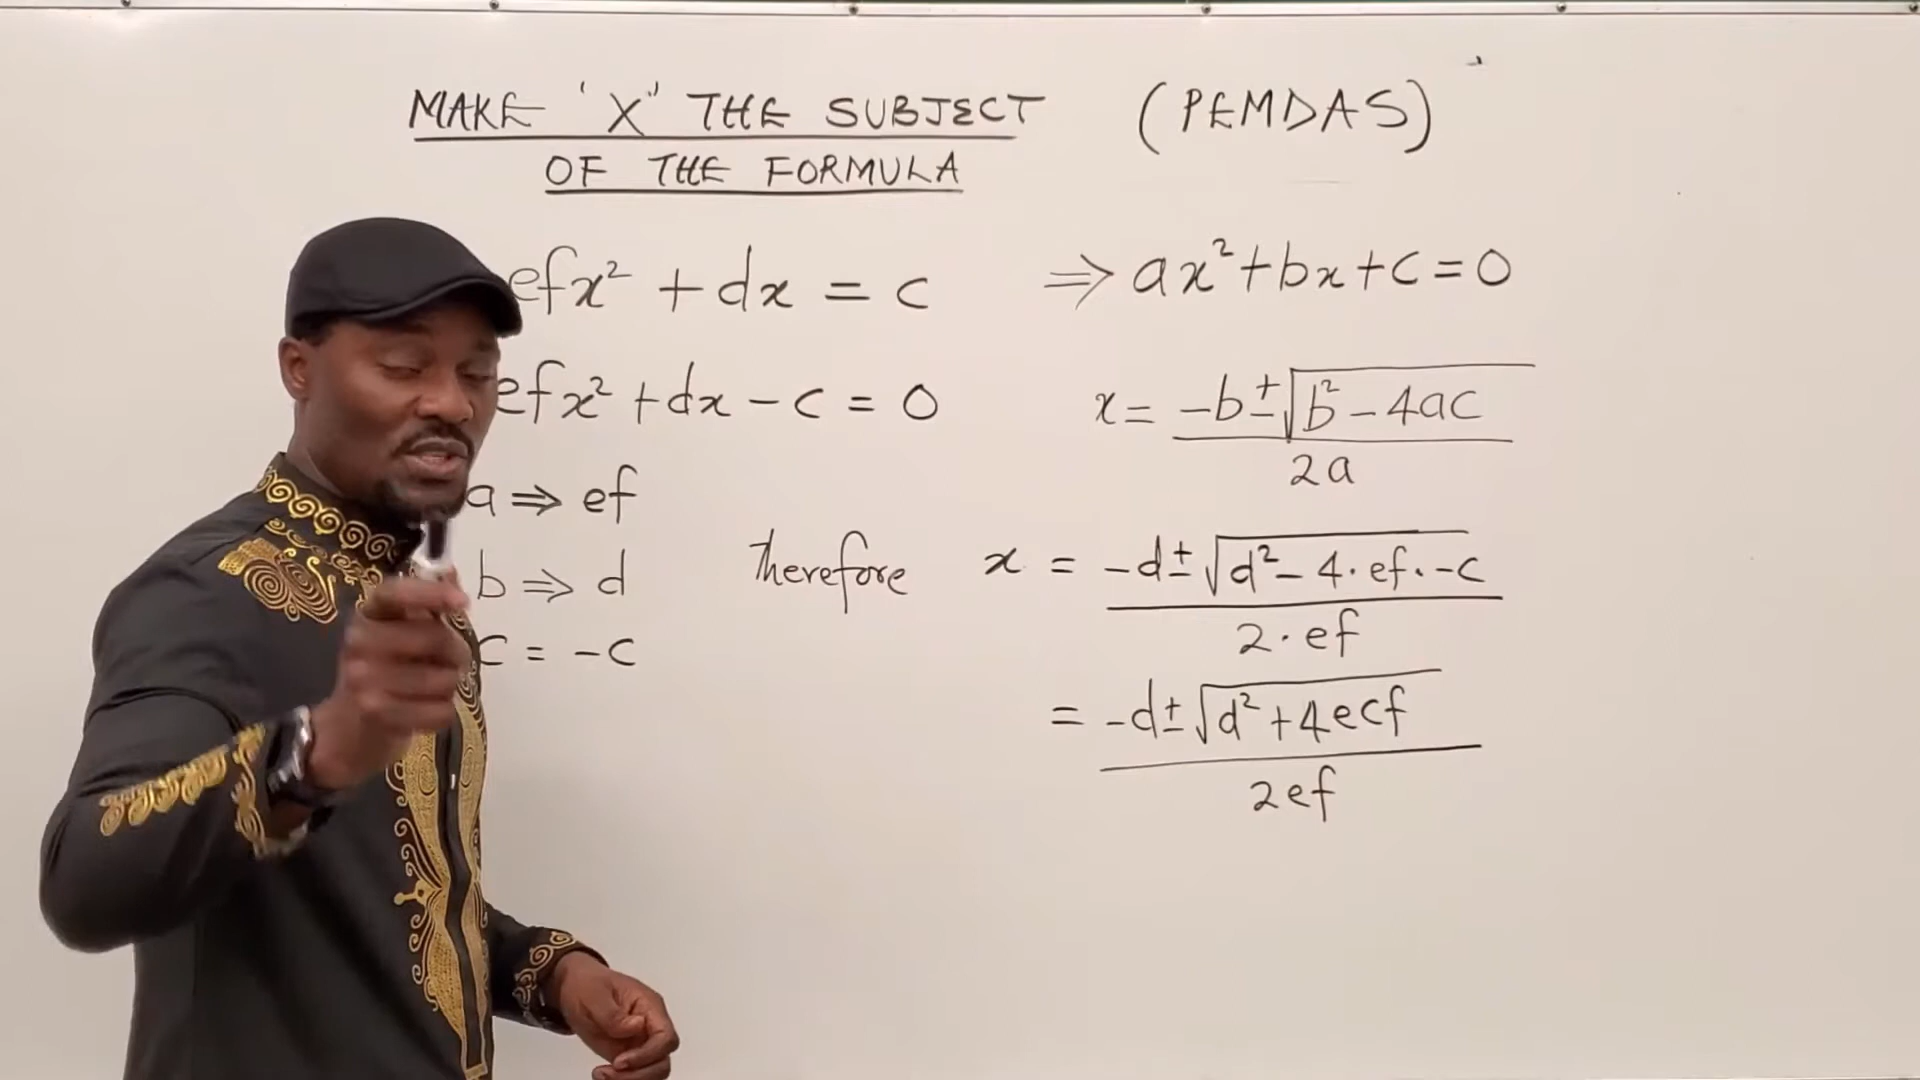 MAKE 'X' THE SUBJECT (PEMDAS)
OF THE FORMULA
efx² + dx = c
efx² + dx - c = 0
a ⇒ ef
b ⇒ d
c = -c
⇒ ax² + bx + c = 0
x = -b ± √b² - 4ac
2a
therefore x = -d ± √d² - 4·ef·-c
2·ef
= -d ± √d² + 4ecf
2ef